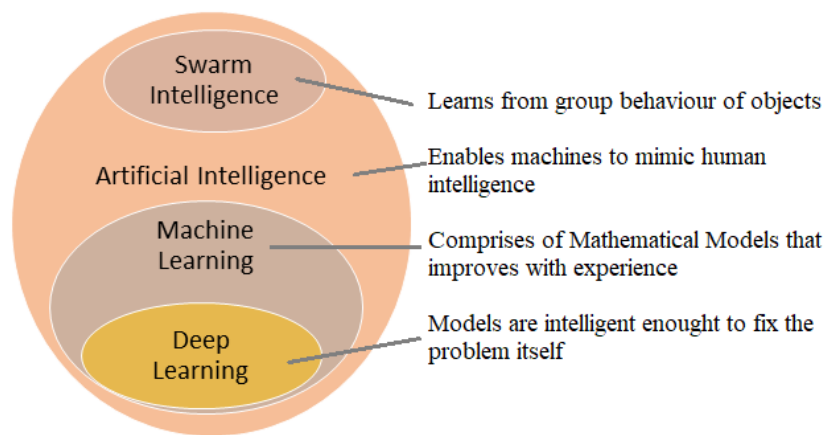 Swarm
Intelligence
Learns from group behaviour of objects
Artificial Intelligence
Enables machines to mimic human
intelligence
Machine
Learning
Comprises of Mathematical Models that
improves with experience
Deep
Learning
Models are intelligent enought to fix the
problem itself